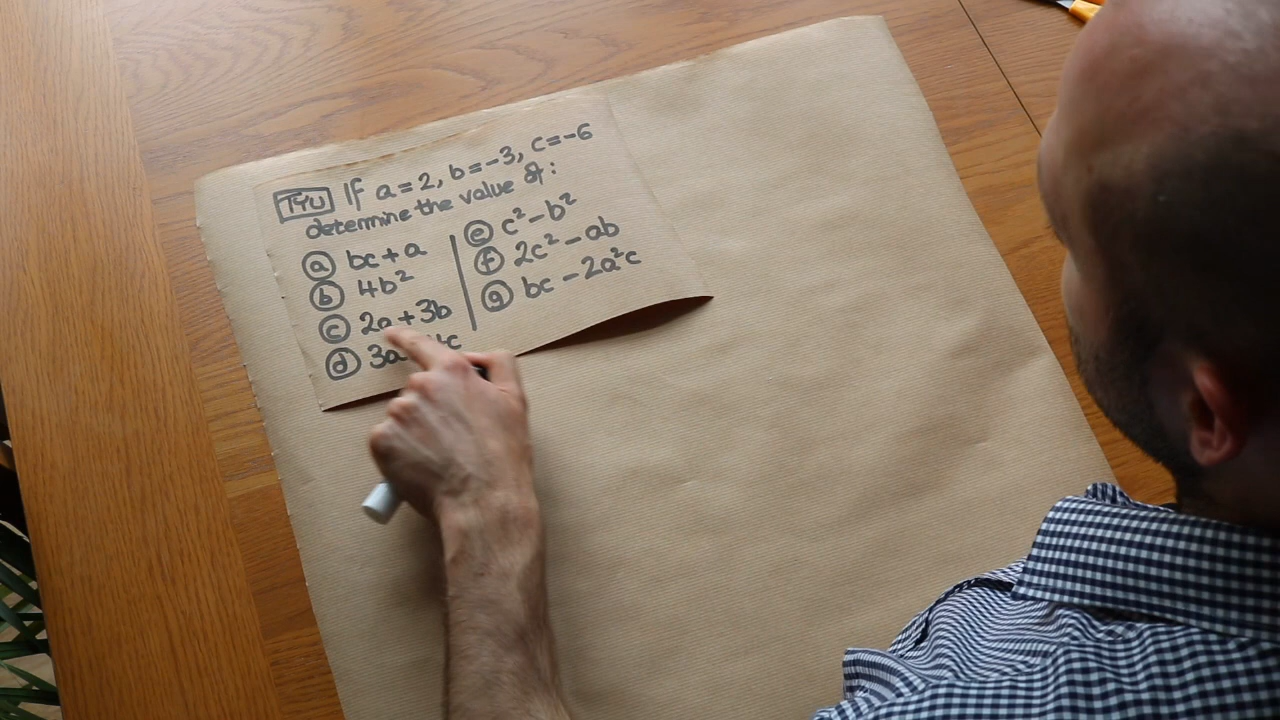 TYU If a=2, b=-3, c=-6
determine the value of:
(a) bc+a
(b) 4b²
(c) 2a+3b
(d) 3a
(e) c²-b²
(f) 2c²-ab
(g) bc-2a²c